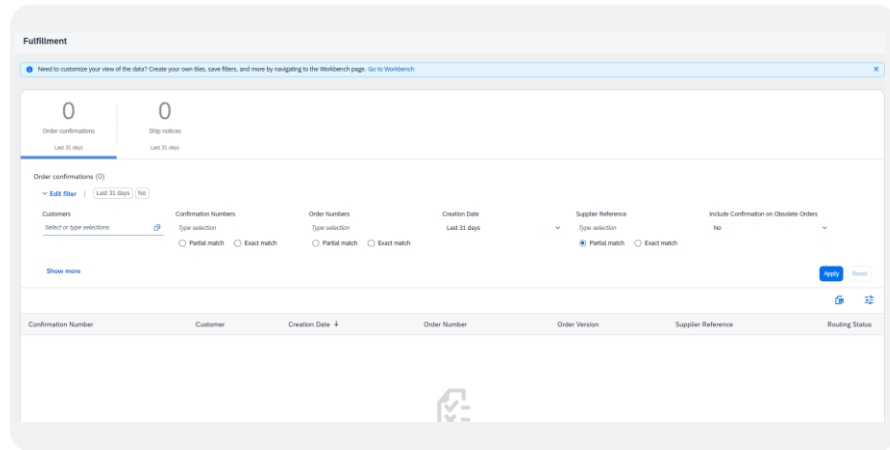 Fulfillment
Need to customize your view of the data? Create your own tiles, save filters, and more by navigating to the Workbench page. Go to Workbench
0 0
Order confirmations Ship notices
Last 31 days Last 31 days
Order confirmations (0)
Edit filter | Last 31 days No
Customers Confirmation Numbers Order Numbers Creation Date Supplier Reference Include Confirmation on Obsolete Orders
Select or type selections Type selection Type selection Last 31 days Type selection No
Partial match Exact match Partial match Exact match Partial match Exact match
Show more Apply Reset
Confirmation Number Customer Creation Date Order Number Order Version Supplier Reference Routing Status